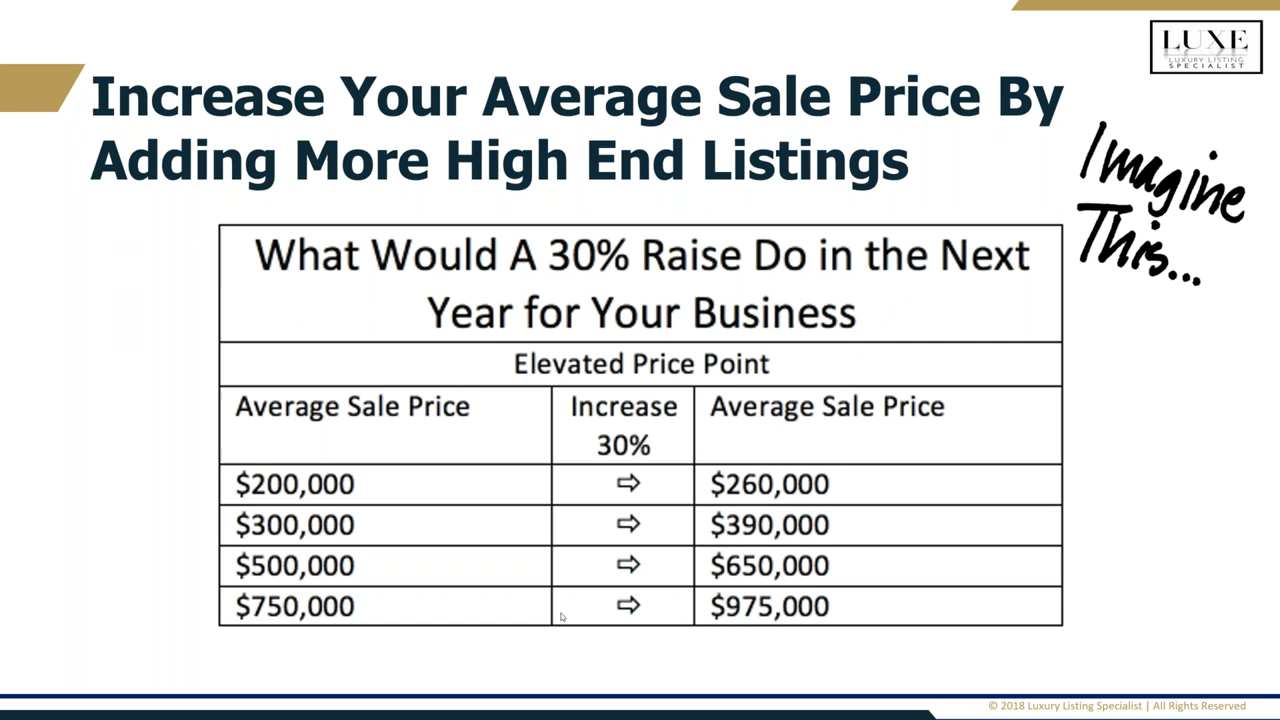 LUXE
LUXURY LISTING
SPECIALIST
Increase Your Average Sale Price By
Adding More High End Listings
Imagine
This...
What Would A 30% Raise Do in the Next
Year for Your Business
Elevated Price Point
Average Sale Price Increase Average Sale Price
30%
$200,000 ⇨ $260,000
$300,000 ⇨ $390,000
$500,000 ⇨ $650,000
$750,000 ⇨ $975,000
© 2018 Luxury Listing Specialist | All Rights Reserved